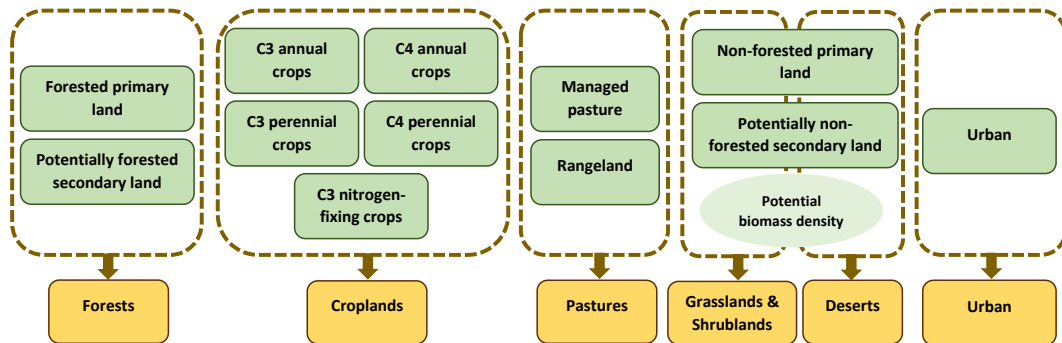 Forested primary
land
Potentially forested
secondary land
C3 annual
crops
C4 annual
crops
C3 perennial
crops
C4 perennial
crops
C3 nitrogen-
fixing crops
Managed
pasture
Rangeland
Non-forested primary
land
Potentially non-
forested secondary land
Potential
biomass density
Urban
Forests
Croplands
Pastures
Grasslands &
Shrublands
Deserts
Urban